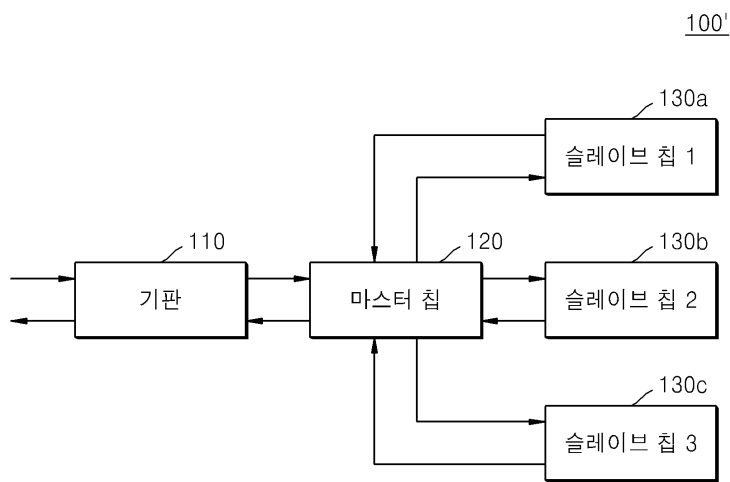 100'
130a
슬레이브 칩 1
110
120
130b
기판
마스터 칩
슬레이브 칩 2
130c
슬레이브 칩 3